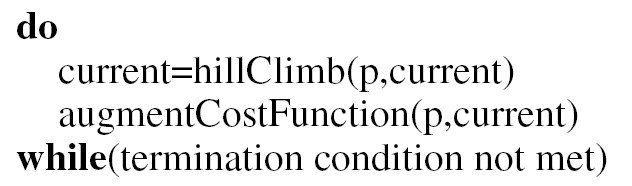 do
current=hillClimb(p,current)
augmentCostFunction(p,current)
while(termination condition not met)